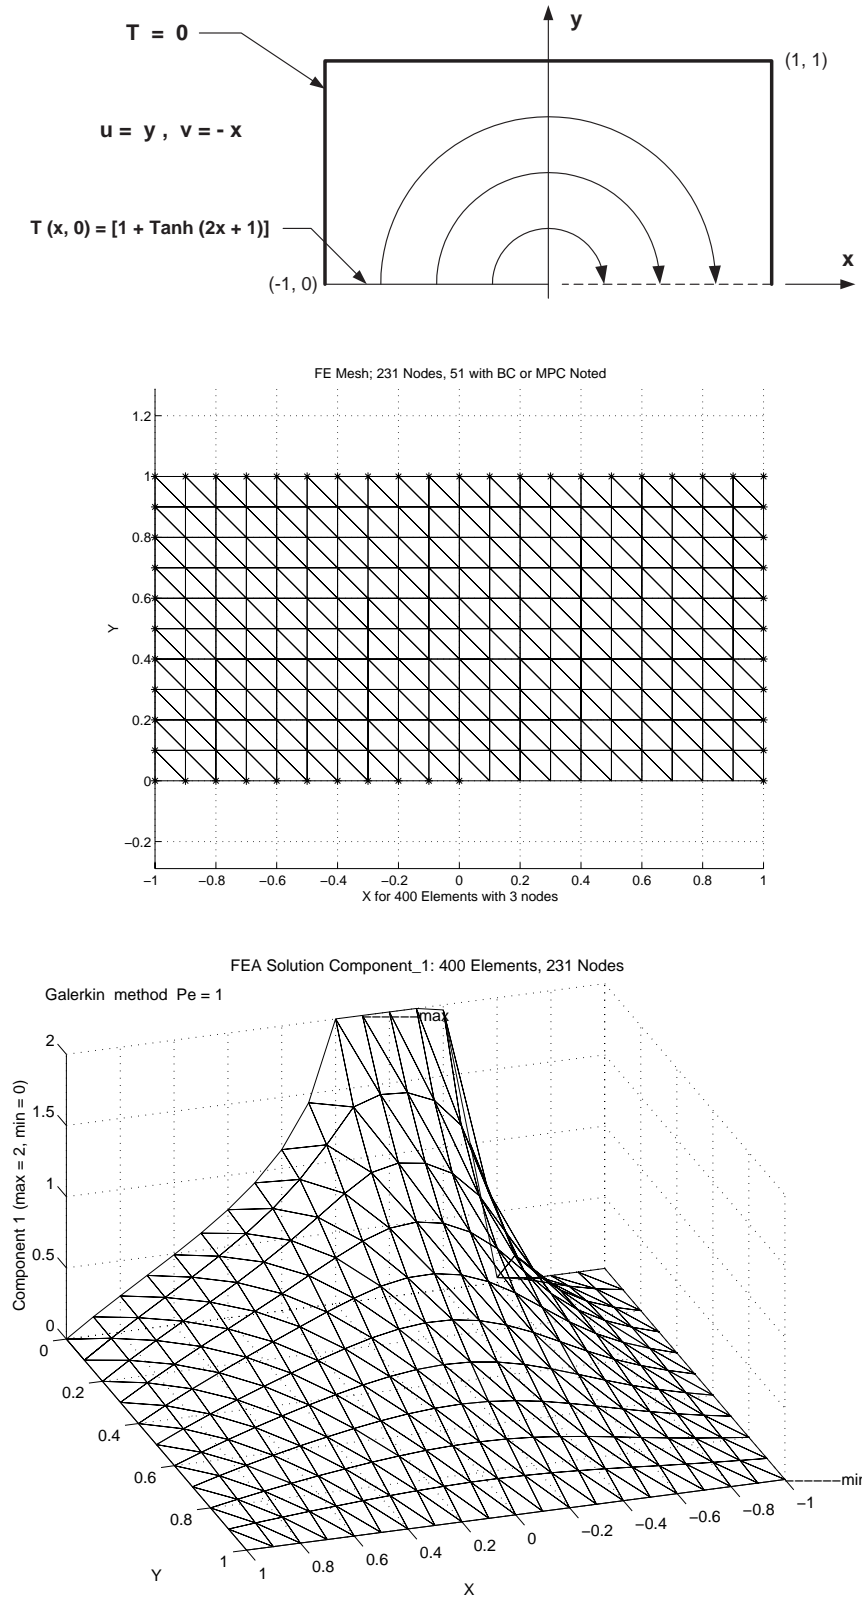 y
T = 0
(1, 1)
u = y , v = - x
T (x, 0) = [1 + Tanh (2x + 1)]
x
(-1, 0)
FE Mesh; 231 Nodes, 51 with BC or MPC Noted
1.2
1
0.8
0.6
Y
0.4
0.2
0
−0.2
−1 −0.8 −0.6 −0.4 −0.2 0 0.2 0.4 0.6 0.8 1
X for 400 Elements with 3 nodes
FEA Solution Component_1: 400 Elements, 231 Nodes
Galerkin method Pe = 1
−−−−−−max
2
1.5
1
0.5
0
Component 1 (max = 2, min = 0)
0
0.2
0.4
0.6
0.8
1
Y
−−−−−min
1 0.8 0.6 0.4 0.2 0 −0.2 −0.4 −0.6 −0.8 −1
X